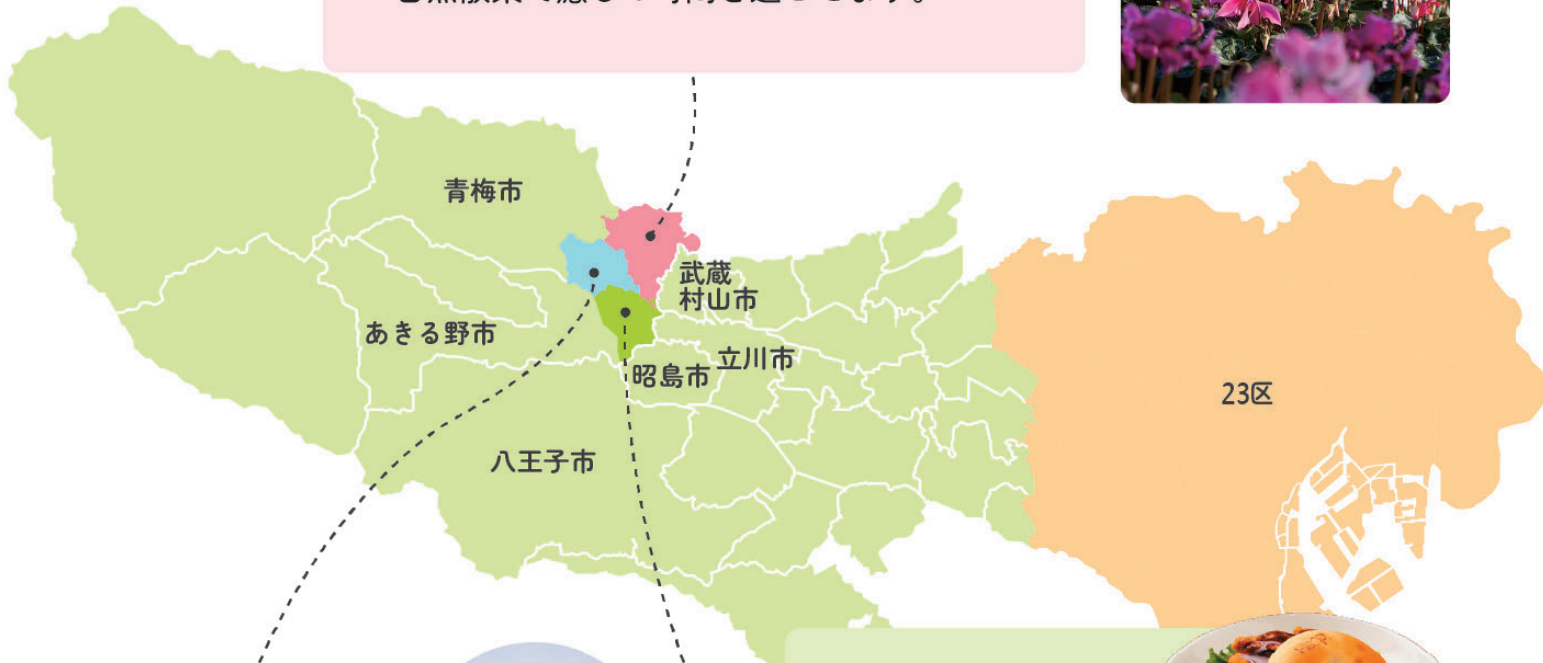 青梅市
武蔵
村山市
あきる野市
立川市
昭島市
23区
八王子市